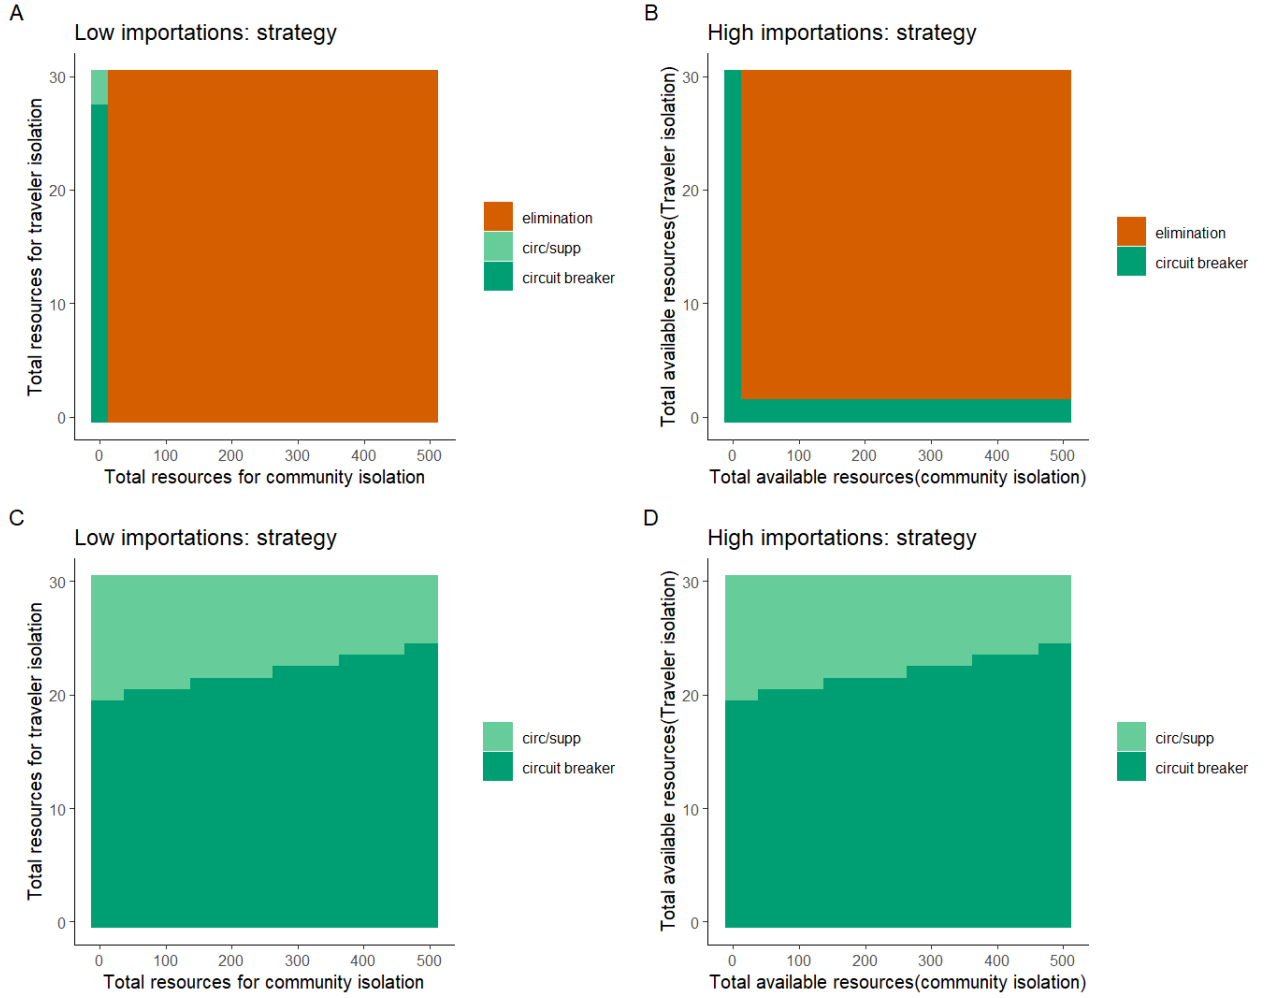 A
Low importations: strategy
Total resources for traveler isolation
30
20
10
0
0 100 200 300 400 500
Total resources for community isolation
elimination
circ/supp
circuit breaker
B
High importations: strategy
Total available resources(Traveler isolation)
30
20
10
0
0 100 200 300 400 500
Total available resources(community isolation)
elimination
circuit breaker
C
Low importations: strategy
Total resources for traveler isolation
30
20
10
0
0 100 200 300 400 500
Total resources for community isolation
circ/supp
circuit breaker
D
High importations: strategy
Total available resources(Traveler isolation)
30
20
10
0
0 100 200 300 400 500
Total available resources(community isolation)
circ/supp
circuit breaker